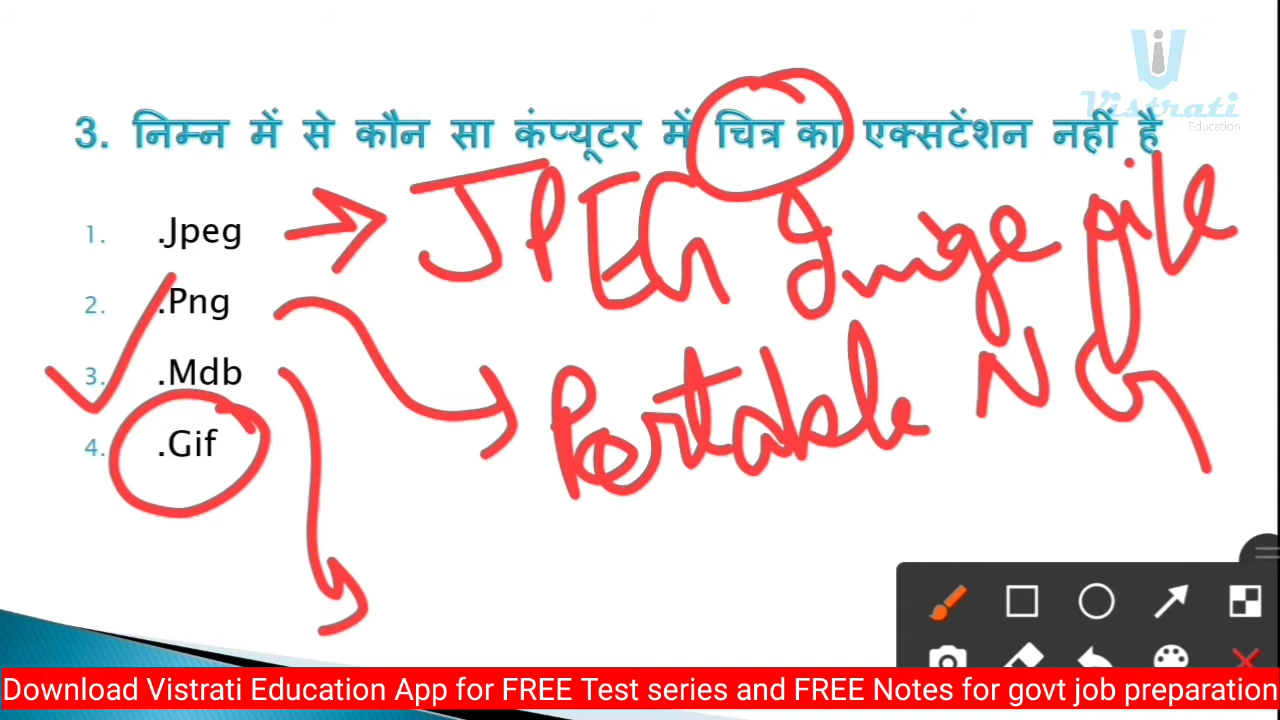 Vistrati
Education
3. निम्न में से कौन सा कंप्यूटर में चित्र का एक्सटेंशन नहीं है
1. .Jpeg
JPEG Image file
2. .Png
Portable N G
3. .Mdb
4. .Gif
Download Vistrati Education App for FREE Test series and FREE Notes for govt job preparation